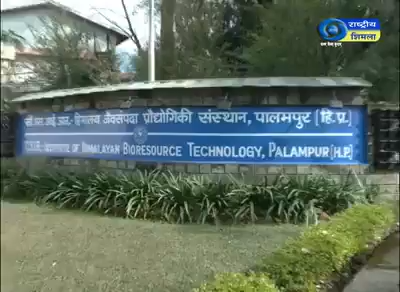 राष्ट्रीय
शिमला
सी.एस.आई.आर.-हिमालय जैवसंपदा प्रौद्योगिकी संस्थान, पालमपुर (हि.प्र.)
CSIR-INSTITUTE OF HIMALAYAN BIORESOURCE TECHNOLOGY, PALAMPUR (H.P.)